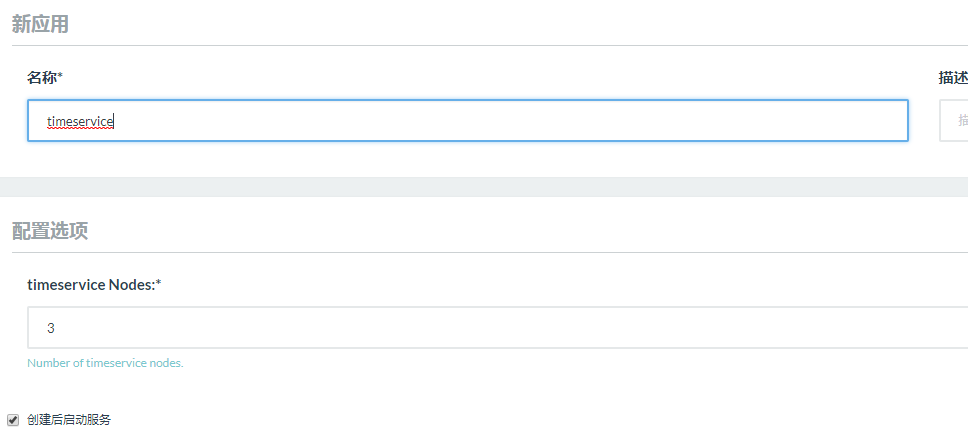 新应用
名称*
描述
timeservice
描
配置选项
timeservice Nodes:*
3
Number of timeservice nodes.
创建后启动服务